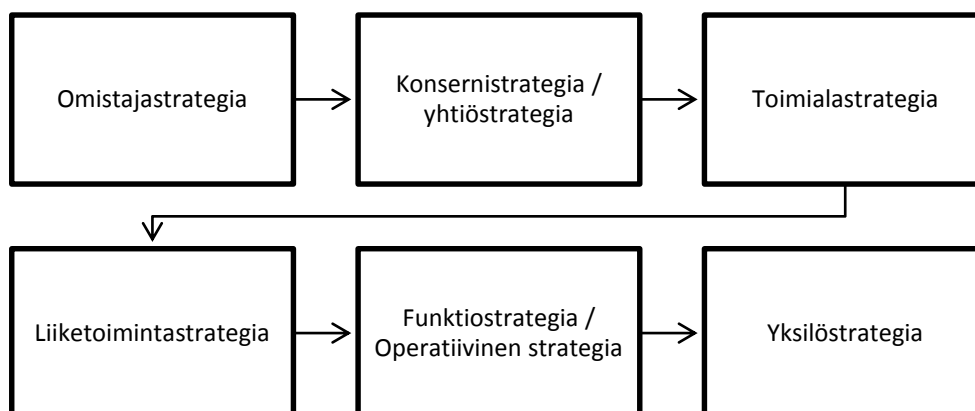 Omistajastrategia
Konsernistrategia /
yhtiöstrategia
Toimialastrategia
Liiketoimintastrategia
Funktiostrategia /
Operatiivinen strategia
Yksilöstrategia